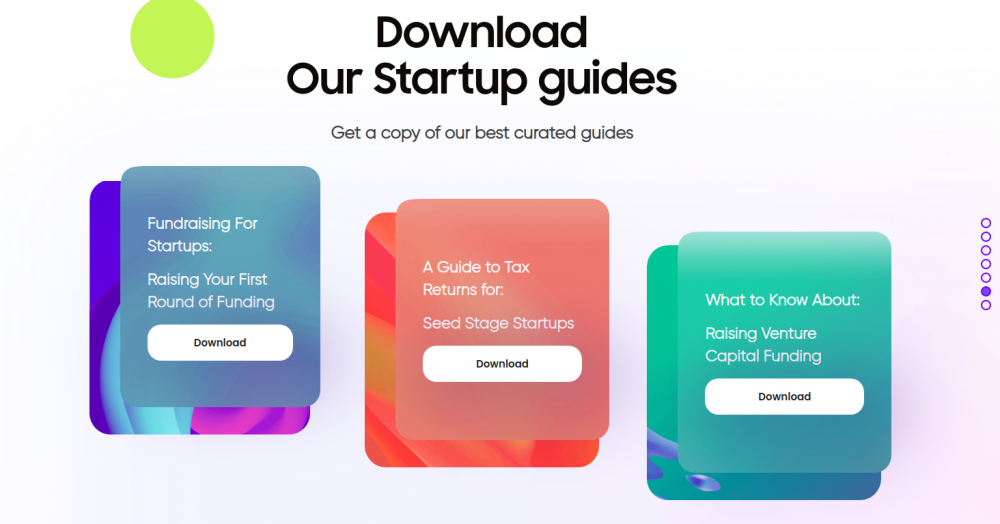 Download
Our Startup guides
Get a copy of our best curated guides
Fundraising For
Startups:
Raising Your First
Round of Funding
Download
A Guide to Tax
Returns for:
Seed Stage Startups
Download
What to Know About:
Raising Venture
Capital Funding
Download